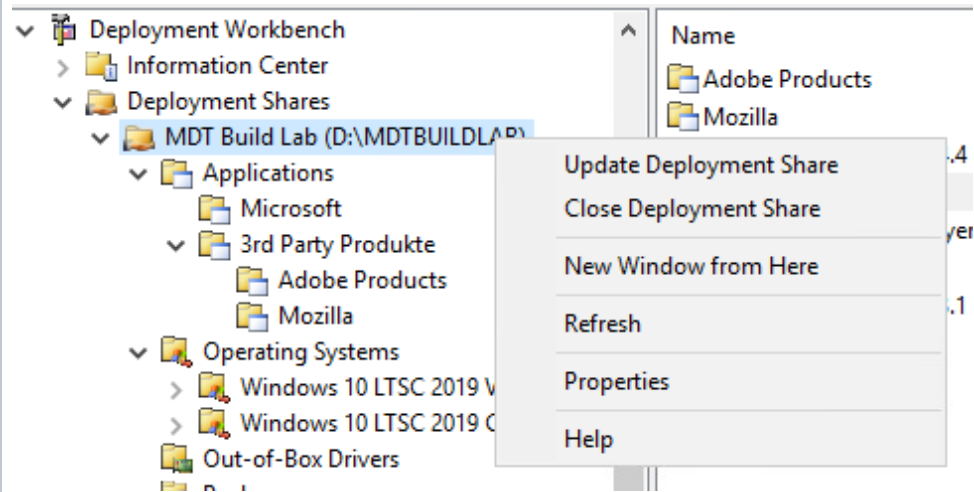 Deployment Workbench
Information Center
Deployment Shares
MDT Build Lab (D:\MDTBUILDLAB)
Applications
Microsoft
3rd Party Produkte
Adobe Products
Mozilla
Operating Systems
Windows 10 LTSC 2019
Windows 10 LTSC 2019
Out-of-Box Drivers
Update Deployment Share
Close Deployment Share
New Window from Here
Refresh
Properties
Help
Name
Adobe Products
Mozilla
.4
.1